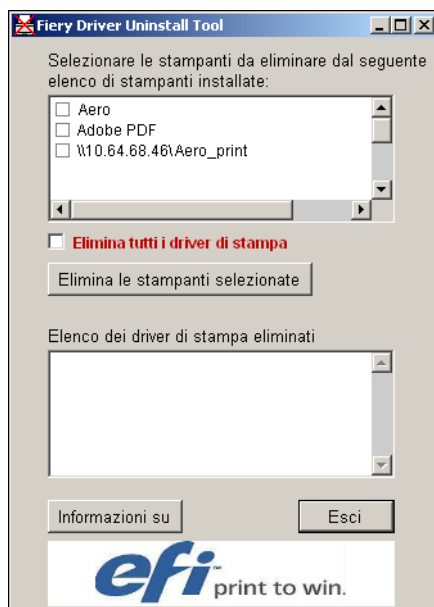 Fiery Driver Uninstall Tool
Selezionare le stampanti da eliminare dal seguente
elenco di stampanti installate:
Aero
Adobe PDF
\\10.64.68.46\Aero_print
Elimina tutti i driver di stampa
Elimina le stampanti selezionate
Elenco dei driver di stampa eliminati
Informazioni su
Esci
efi™ print to win.